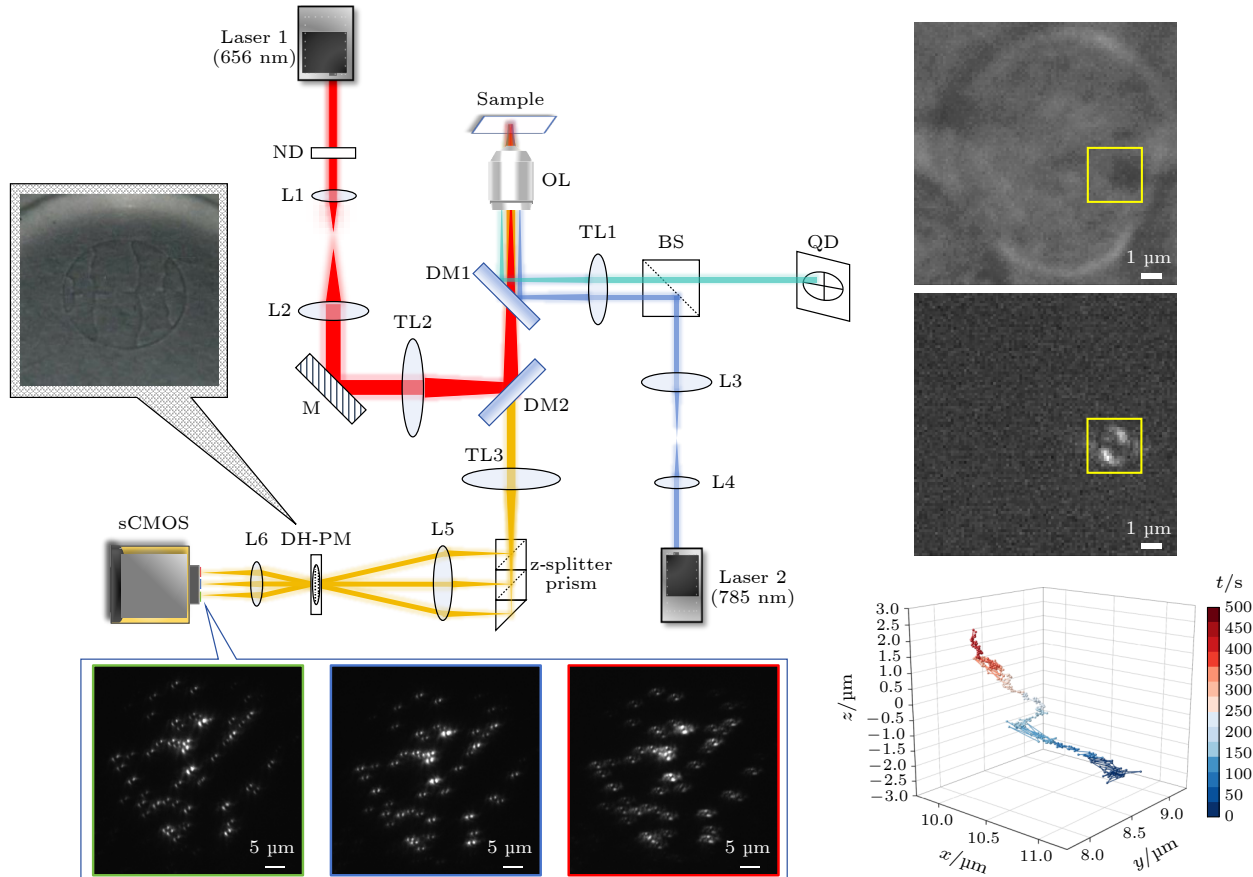 Laser 1
(656 nm)
ND
L1
L2
M
TL2
Sample
OL
DM1
DM2
TL1
BS
QD
L3
L4
Laser 2
(785 nm)
TL3
sCMOS
L6
DH-PM
L5
z-splitter
prism
5 µm
5 µm
5 µm
1 µm
1 µm
t/s
500
450
400
350
300
250
200
150
100
50
0
3.0
2.5
2.0
1.5
1.0
0.5
0
−0.5
−1.0
−1.5
−2.0
−2.5
−3.0
z/µm
10.0
10.5
11.0
x/µm
8.0
8.5
9.0
y/µm